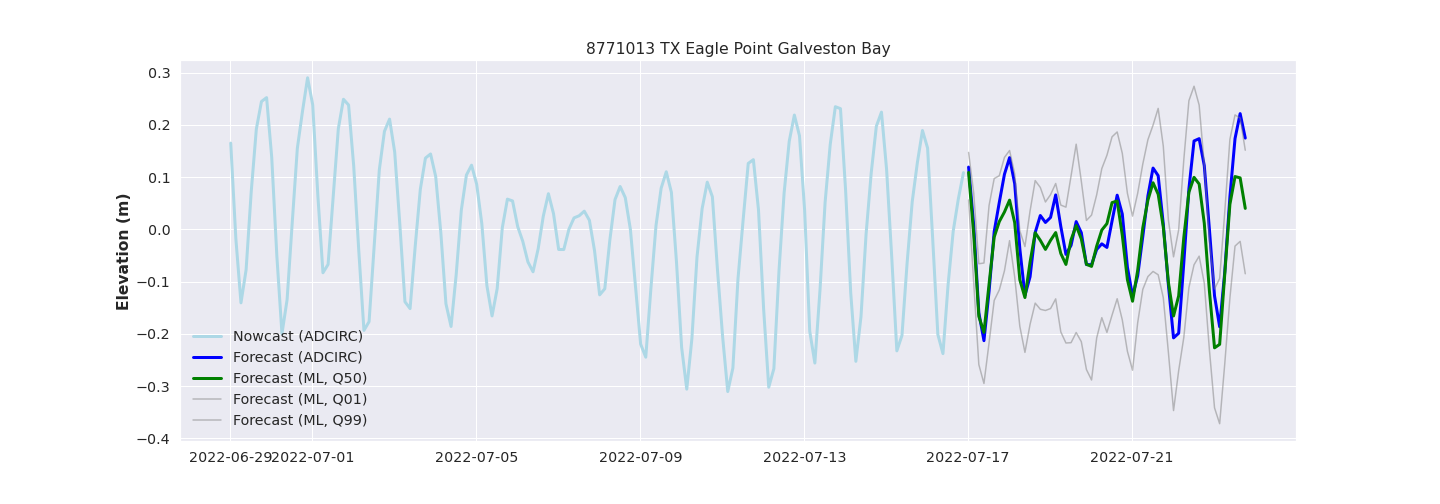 8771013 TX Eagle Point Galveston Bay
Elevation (m)
0.3
0.2
0.1
0.0
−0.1
−0.2
−0.3
−0.4
Nowcast (ADCIRC)
Forecast (ADCIRC)
Forecast (ML, Q50)
Forecast (ML, Q01)
Forecast (ML, Q99)
2022-06-29 2022-07-01 2022-07-05 2022-07-09 2022-07-13 2022-07-17 2022-07-21